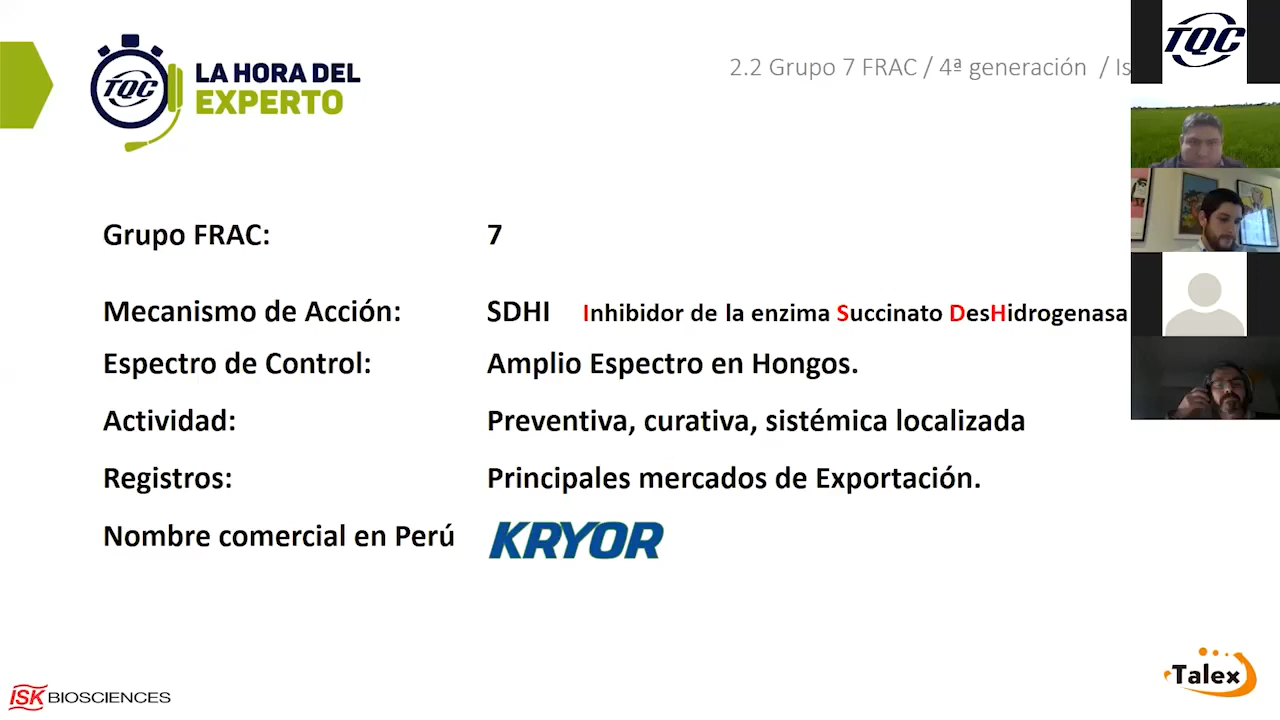 TQC
LA HORA DEL
EXPERTO
2.2 Grupo 7 FRAC / 4ª generación / Is
TQC
Grupo FRAC: 7
Mecanismo de Acción: SDHI Inhibidor de la enzima Succinato DesHidrogenasa
Espectro de Control: Amplio Espectro en Hongos.
Actividad: Preventiva, curativa, sistémica localizada
Registros: Principales mercados de Exportación.
Nombre comercial en Perú KRYOR
ISK BIOSCIENCES
Talex